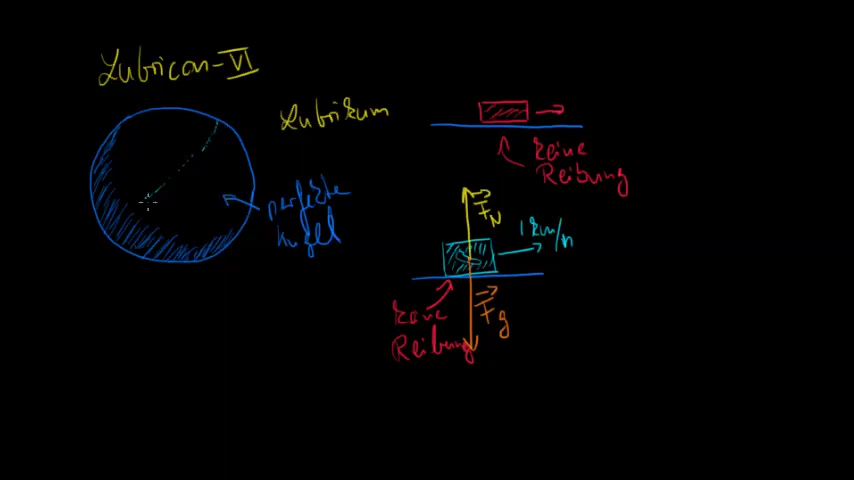 Lubricon-VI
Lubrikum
perfekte
Kugel
keine
Reibung
F_N
1 km/h
F_g
keine
Reibung